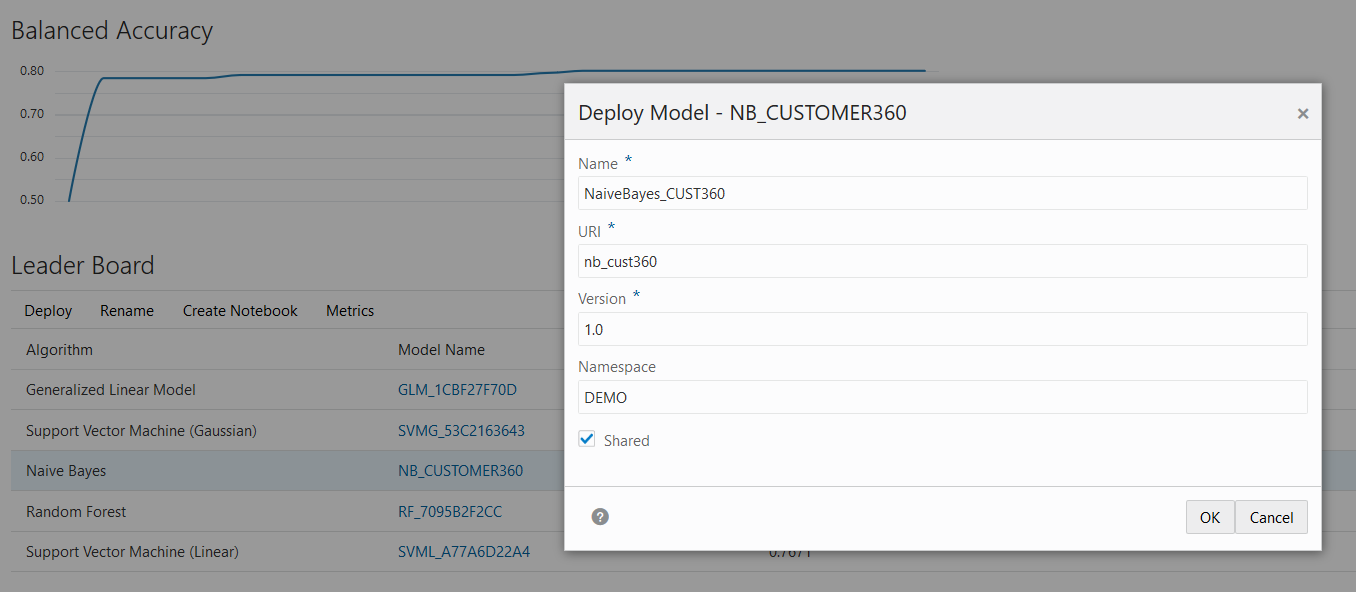 Balanced Accuracy
0.80
0.70
0.60
0.50
Leader Board
Deploy Rename Create Notebook Metrics
Algorithm Model Name
Generalized Linear Model GLM_1CBF27F70D
Support Vector Machine (Gaussian) SVMG_53C2163643
Naive Bayes NB_CUSTOMER360
Random Forest RF_7095B2F2CC
Support Vector Machine (Linear) SVML_A77A6D22A4 0.7671
Deploy Model - NB_CUSTOMER360 ×
Name *
NaiveBayes_CUST360
URI *
nb_cust360
Version *
1.0
Namespace
DEMO
Shared
? OK Cancel